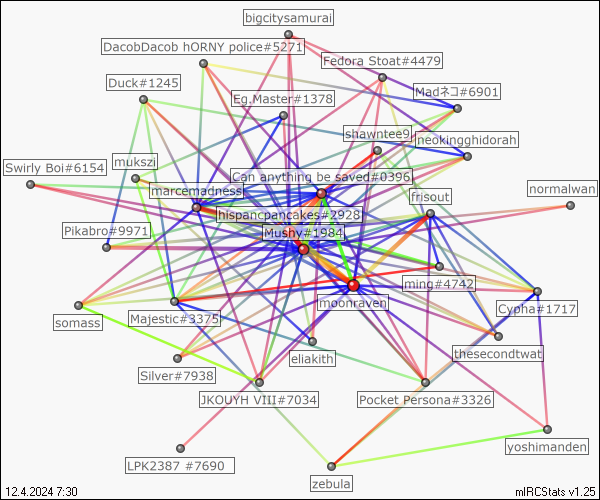 bigcitysamurai
DacobDacob hORNY police#5271
Fedora Stoat#4479
Duck#1245
Madネコ#6901
Eg.Master#1378
shawntee9
neokingghidorah
mukszi
Swirly Boi#6154
Can anything be saved#0396
marcemadness
frisout
normalwan
hispancpancakes#2928
Pikabro#9971
Mushy#1984
ming#4742
moonraven
Cypha#1717
somass
Majestic#3375
eliakith
thesecondtwat
Silver#7938
JKOUYH VIII#7034
Pocket Persona#3326
yoshimanden
LPK2387 #7690
zebula
12.4.2024 7:30
mIRCStats v1.25